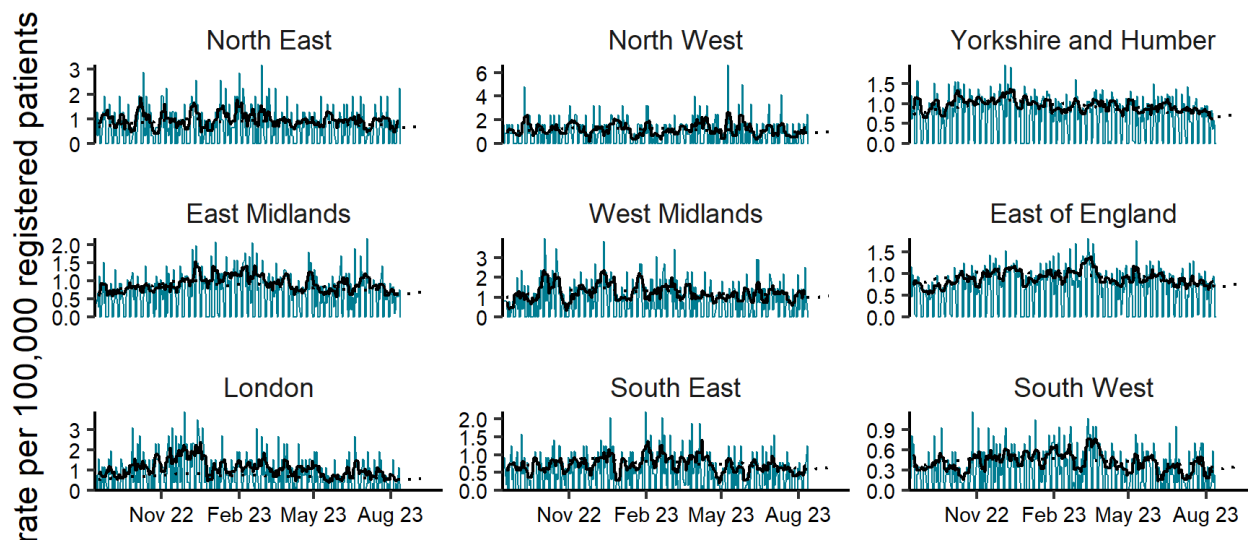 rate per 100,000 registered patients
North East
3
2
1
0
North West
6
4
2
0
Yorkshire and Humber
1.5
1.0
0.5
0.0
East Midlands
2.0
1.5
1.0
0.5
0.0
West Midlands
3
2
1
0
East of England
1.5
1.0
0.5
0.0
London
3
2
1
0
South East
2.0
1.5
1.0
0.5
0.0
South West
0.9
0.6
0.3
0.0
Nov 22 Feb 23 May 23 Aug 23
Nov 22 Feb 23 May 23 Aug 23
Nov 22 Feb 23 May 23 Aug 23